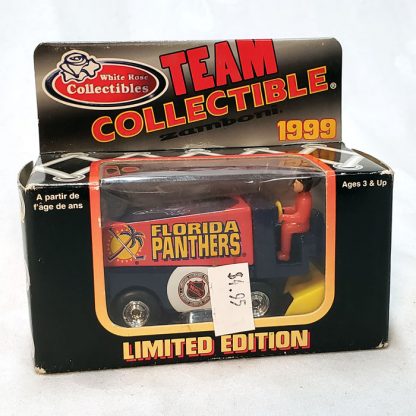 White Rose
Collectibles
TEAM
COLLECTIBLE®
zamboni
1999
A partir de
l'âge de ans
Ages 3 & Up
FLORIDA
PANTHERS®
$4.95
LIMITED EDITION